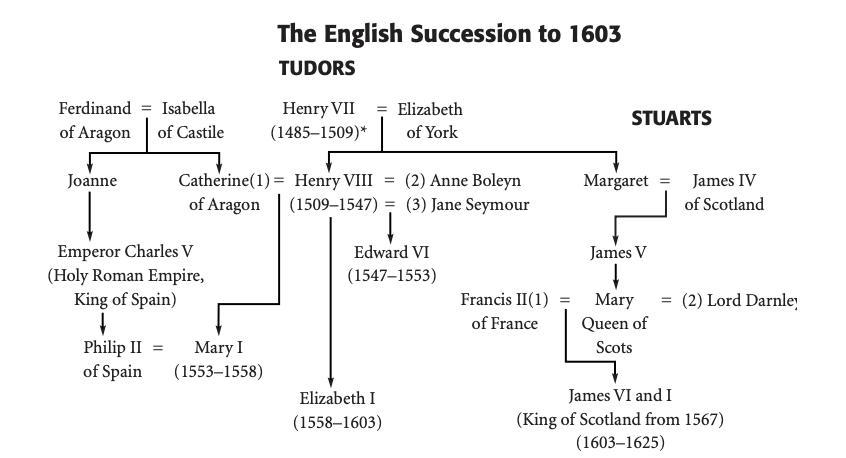 The English Succession to 1603
TUDORS
STUARTS
Ferdinand = Isabella
of Aragon of Castile
Henry VII = Elizabeth
(1485–1509)* of York
Joanne
Catherine(1) = Henry VIII = (2) Anne Boleyn
of Aragon (1509–1547) = (3) Jane Seymour
Margaret = James IV
of Scotland
Emperor Charles V
(Holy Roman Empire,
King of Spain)
Edward VI
(1547–1553)
James V
Francis II(1) = Mary = (2) Lord
of France Queen of
Scots
Philip II = Mary I
of Spain (1553–1558)
Elizabeth I
(1558–1603)
James VI and I
(King of Scotland from 1567)
(1603–1625)